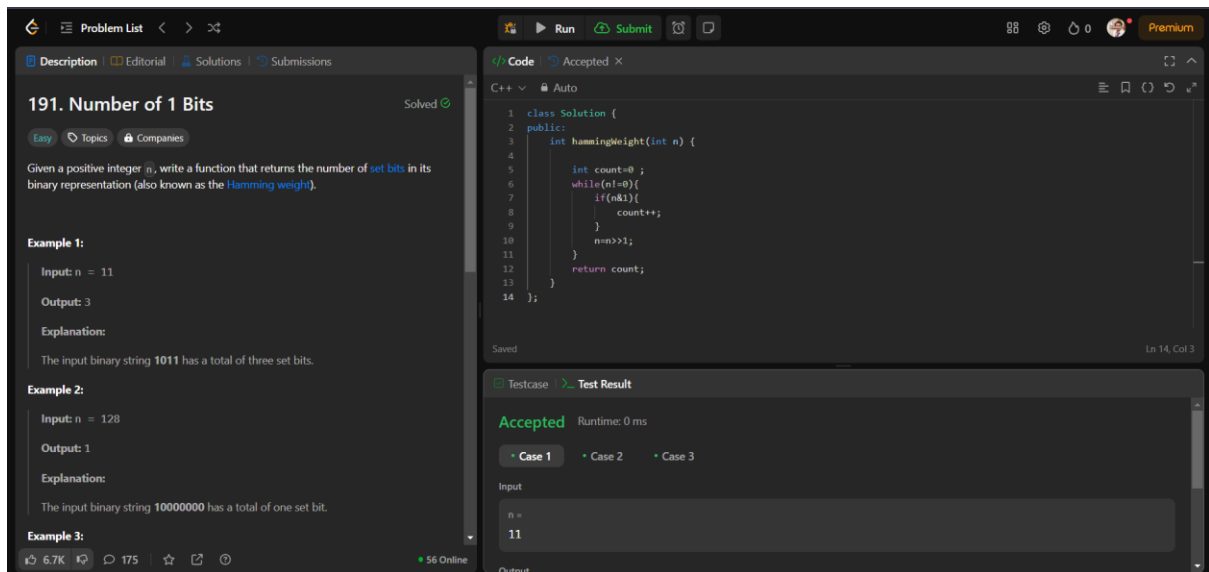 Problem List
Run
Submit
0
Premium
Description
Editorial
Solutions
Submissions
191. Number of 1 Bits
Solved
Easy
Topics
Companies
Given a positive integer n, write a function that returns the number of set bits in its
binary representation (also known as the Hamming weight).
Example 1:
Input: n = 11
Output: 3
Explanation:
The input binary string 1011 has a total of three set bits.
Example 2:
Input: n = 128
Output: 1
Explanation:
The input binary string 10000000 has a total of one set bit.
Example 3:
6.7K
175
56 Online
</> Code
Accepted ×
C++
Auto
1 class Solution {
2 public:
3 int hammingWeight(int n) {
4
5 int count=0 ;
6 while(n!=0){
7 if(n&1){
8 count++;
9 }
10 n=n>>1;
11 }
12 return count;
13 }
14 };
Saved
Ln 14, Col 3
Testcase
>_ Test Result
Accepted Runtime: 0 ms
• Case 1
• Case 2
• Case 3
Input
n =
11
Output